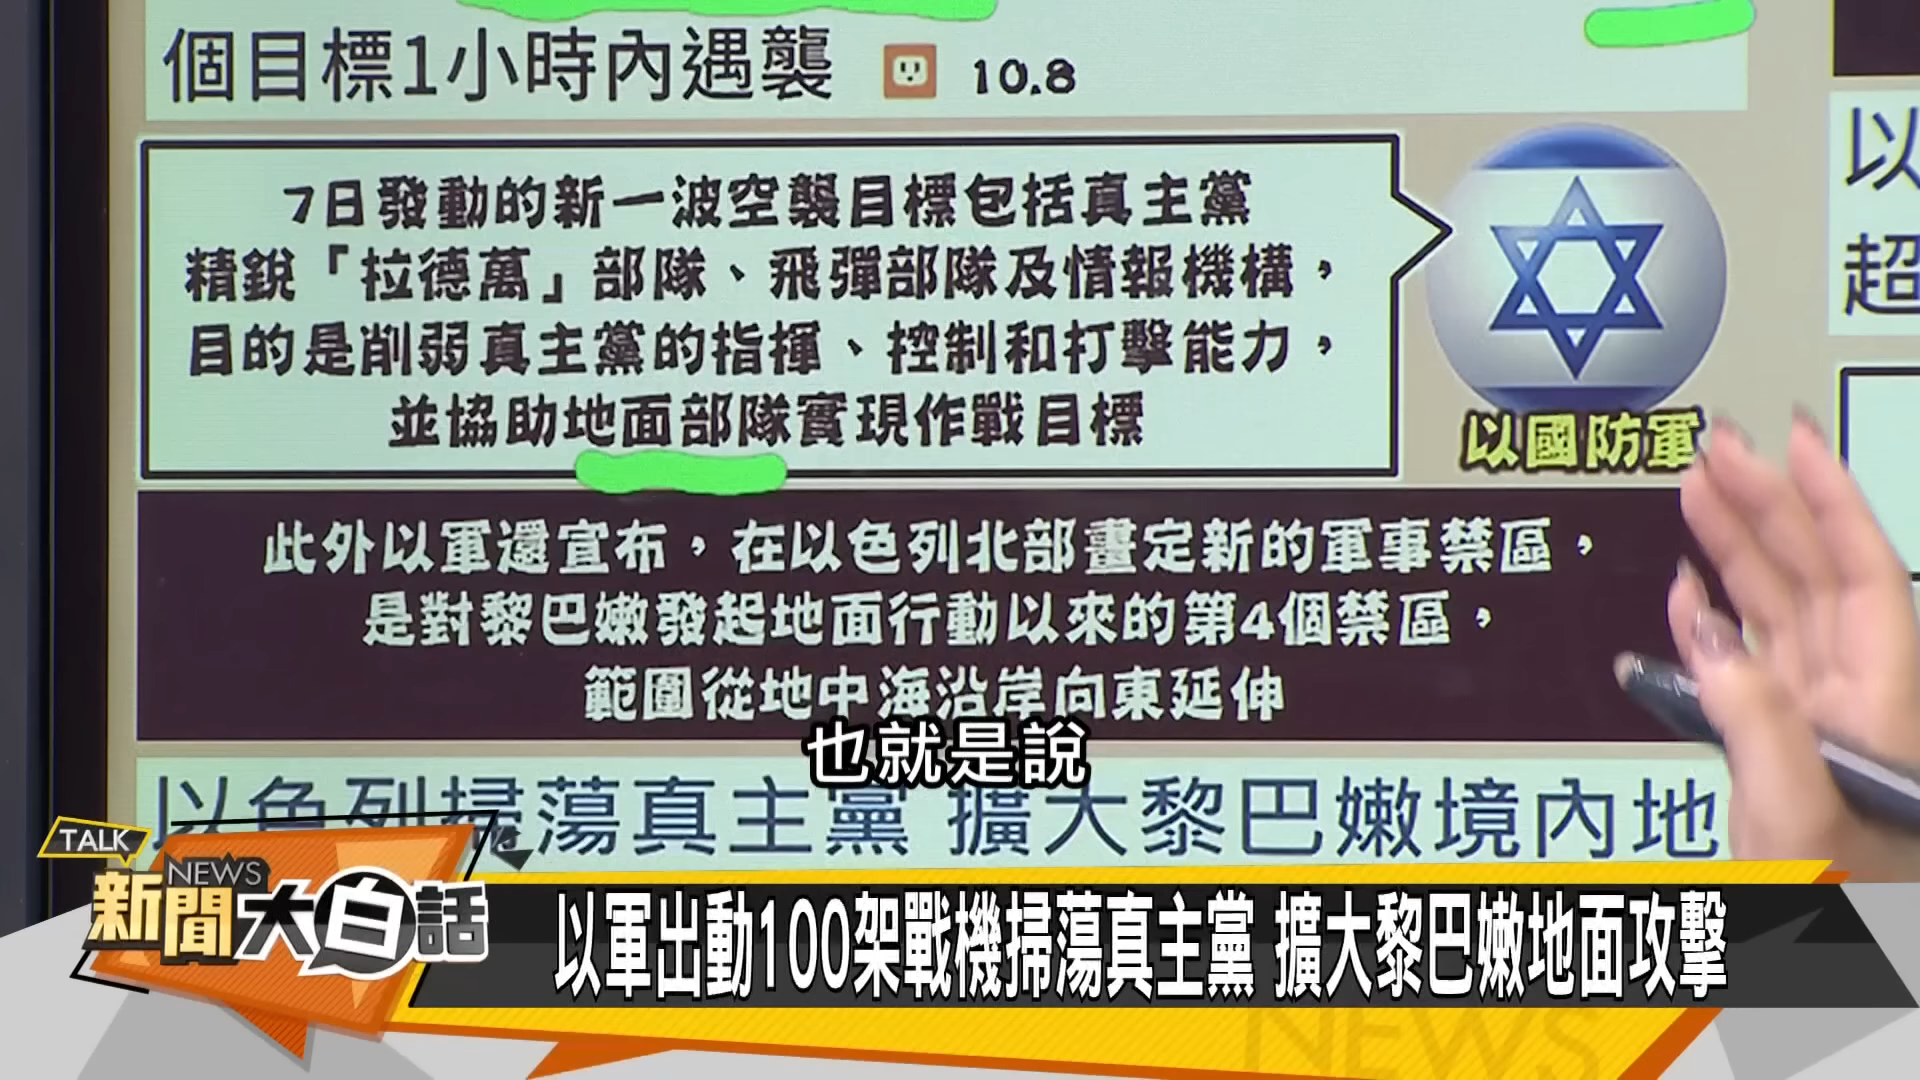 個目標1小時內遇襲 10.8
7日發動的新一波空襲目標包括真主黨
精銳「拉德萬」部隊、飛彈部隊及情報機構，
目的是削弱真主黨的指揮、控制和打擊能力，
並協助地面部隊實現作戰目標
以國防軍
以
超
此外以軍還宣布，在以色列北部畫定新的軍事禁區，
是對黎巴嫩發起地面行動以來的第4個禁區，
範圍從地中海沿岸向東延伸
也就是說
以色列掃蕩真主黨 擴大黎巴嫩境內地
TALK
NEWS
新聞大白話
以軍出動100架戰機掃蕩真主黨 擴大黎巴嫩地面攻擊
NEWS